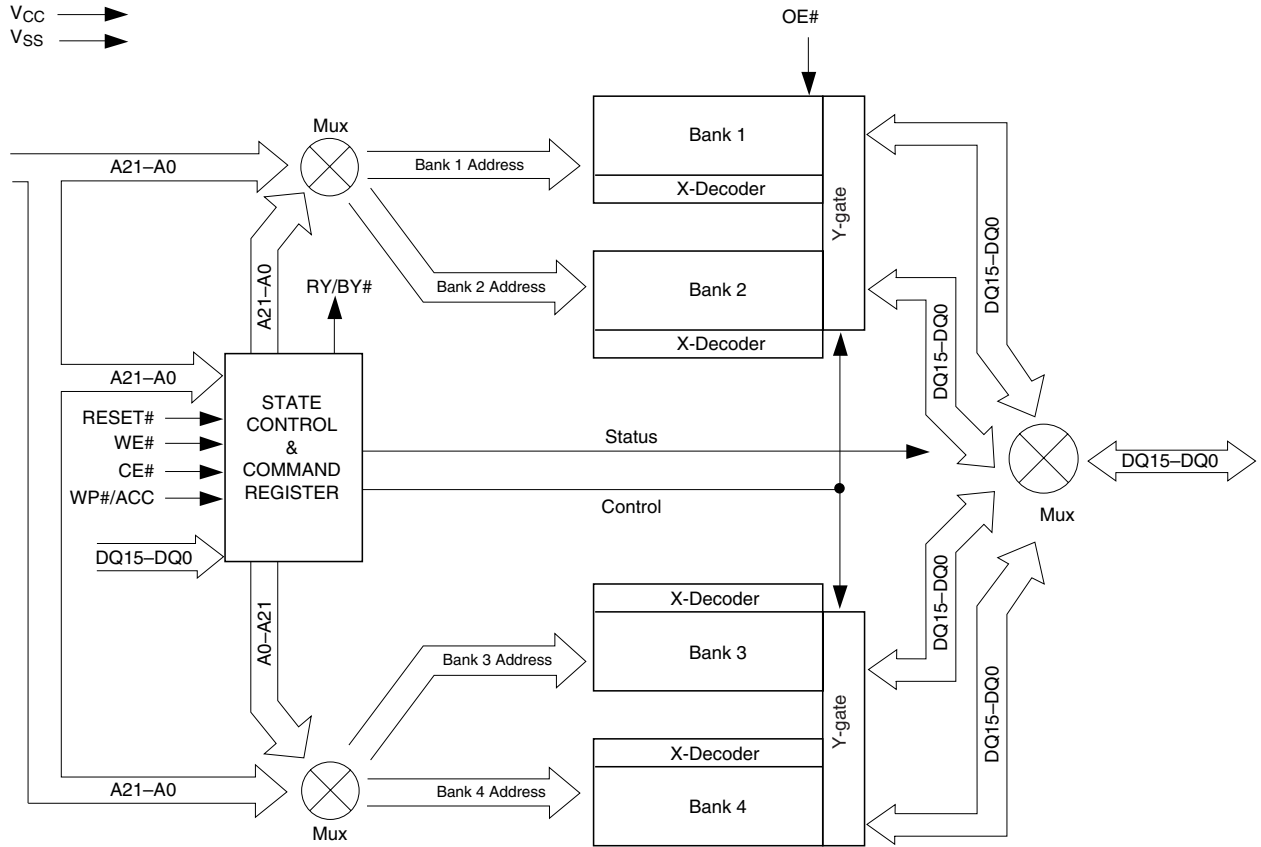 VCC
VSS
OE#
Mux
A21–A0
Bank 1 Address
Bank 1
X-Decoder
Y-gate
DQ15–DQ0
A21–A0
RY/BY#
Bank 2 Address
Bank 2
X-Decoder
DQ15–DQ0
A21–A0
RESET#
WE#
CE#
WP#/ACC
DQ15–DQ0
STATE
CONTROL
&
COMMAND
REGISTER
Status
Control
DQ15–DQ0
Mux
A0–A21
Bank 3 Address
X-Decoder
Bank 3
DQ15–DQ0
Y-gate
DQ15–DQ0
A21–A0
Mux
Bank 4 Address
X-Decoder
Bank 4